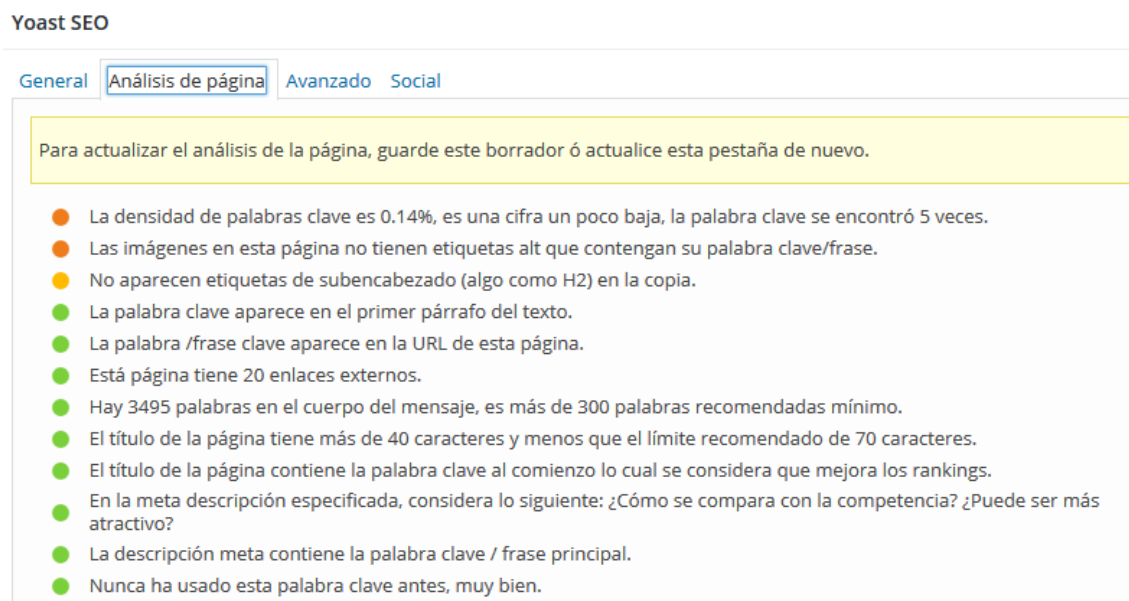 Yoast SEO
General Análisis de página Avanzado Social
Para actualizar el análisis de la página, guarde este borrador ó actualice esta pestaña de nuevo.
La densidad de palabras clave es 0.14%, es una cifra un poco baja, la palabra clave se encontró 5 veces.
Las imágenes en esta página no tienen etiquetas alt que contengan su palabra clave/frase.
No aparecen etiquetas de subencabezado (algo como H2) en la copia.
La palabra clave aparece en el primer párrafo del texto.
La palabra /frase clave aparece en la URL de esta página.
Está página tiene 20 enlaces externos.
Hay 3495 palabras en el cuerpo del mensaje, es más de 300 palabras recomendadas mínimo.
El título de la página tiene más de 40 caracteres y menos que el límite recomendado de 70 caracteres.
El título de la página contiene la palabra clave al comienzo lo cual se considera que mejora los rankings.
En la meta descripción especificada, considera lo siguiente: ¿Cómo se compara con la competencia? ¿Puede ser más
atractivo?
La descripción meta contiene la palabra clave / frase principal.
Nunca ha usado esta palabra clave antes, muy bien.